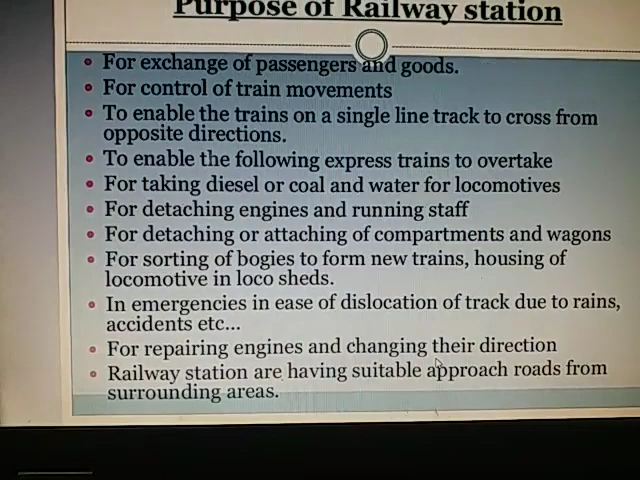 Purpose of Railway station
For exchange of passengers and goods.
For control of train movements
To enable the trains on a single line track to cross from
opposite directions.
To enable the following express trains to overtake
For taking diesel or coal and water for locomotives
For detaching engines and running staff
For detaching or attaching of compartments and wagons
For sorting of bogies to form new trains, housing of
locomotive in loco sheds.
In emergencies in ease of dislocation of track due to rains,
accidents etc...
For repairing engines and changing their direction
Railway station are having suitable approach roads from
surrounding areas.